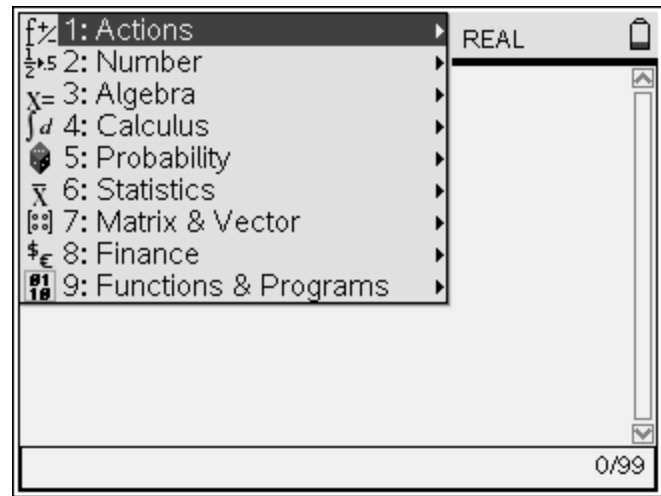 1: Actions
REAL
2: Number
3: Algebra
4: Calculus
5: Probability
6: Statistics
7: Matrix & Vector
8: Finance
9: Functions & Programs
0/99